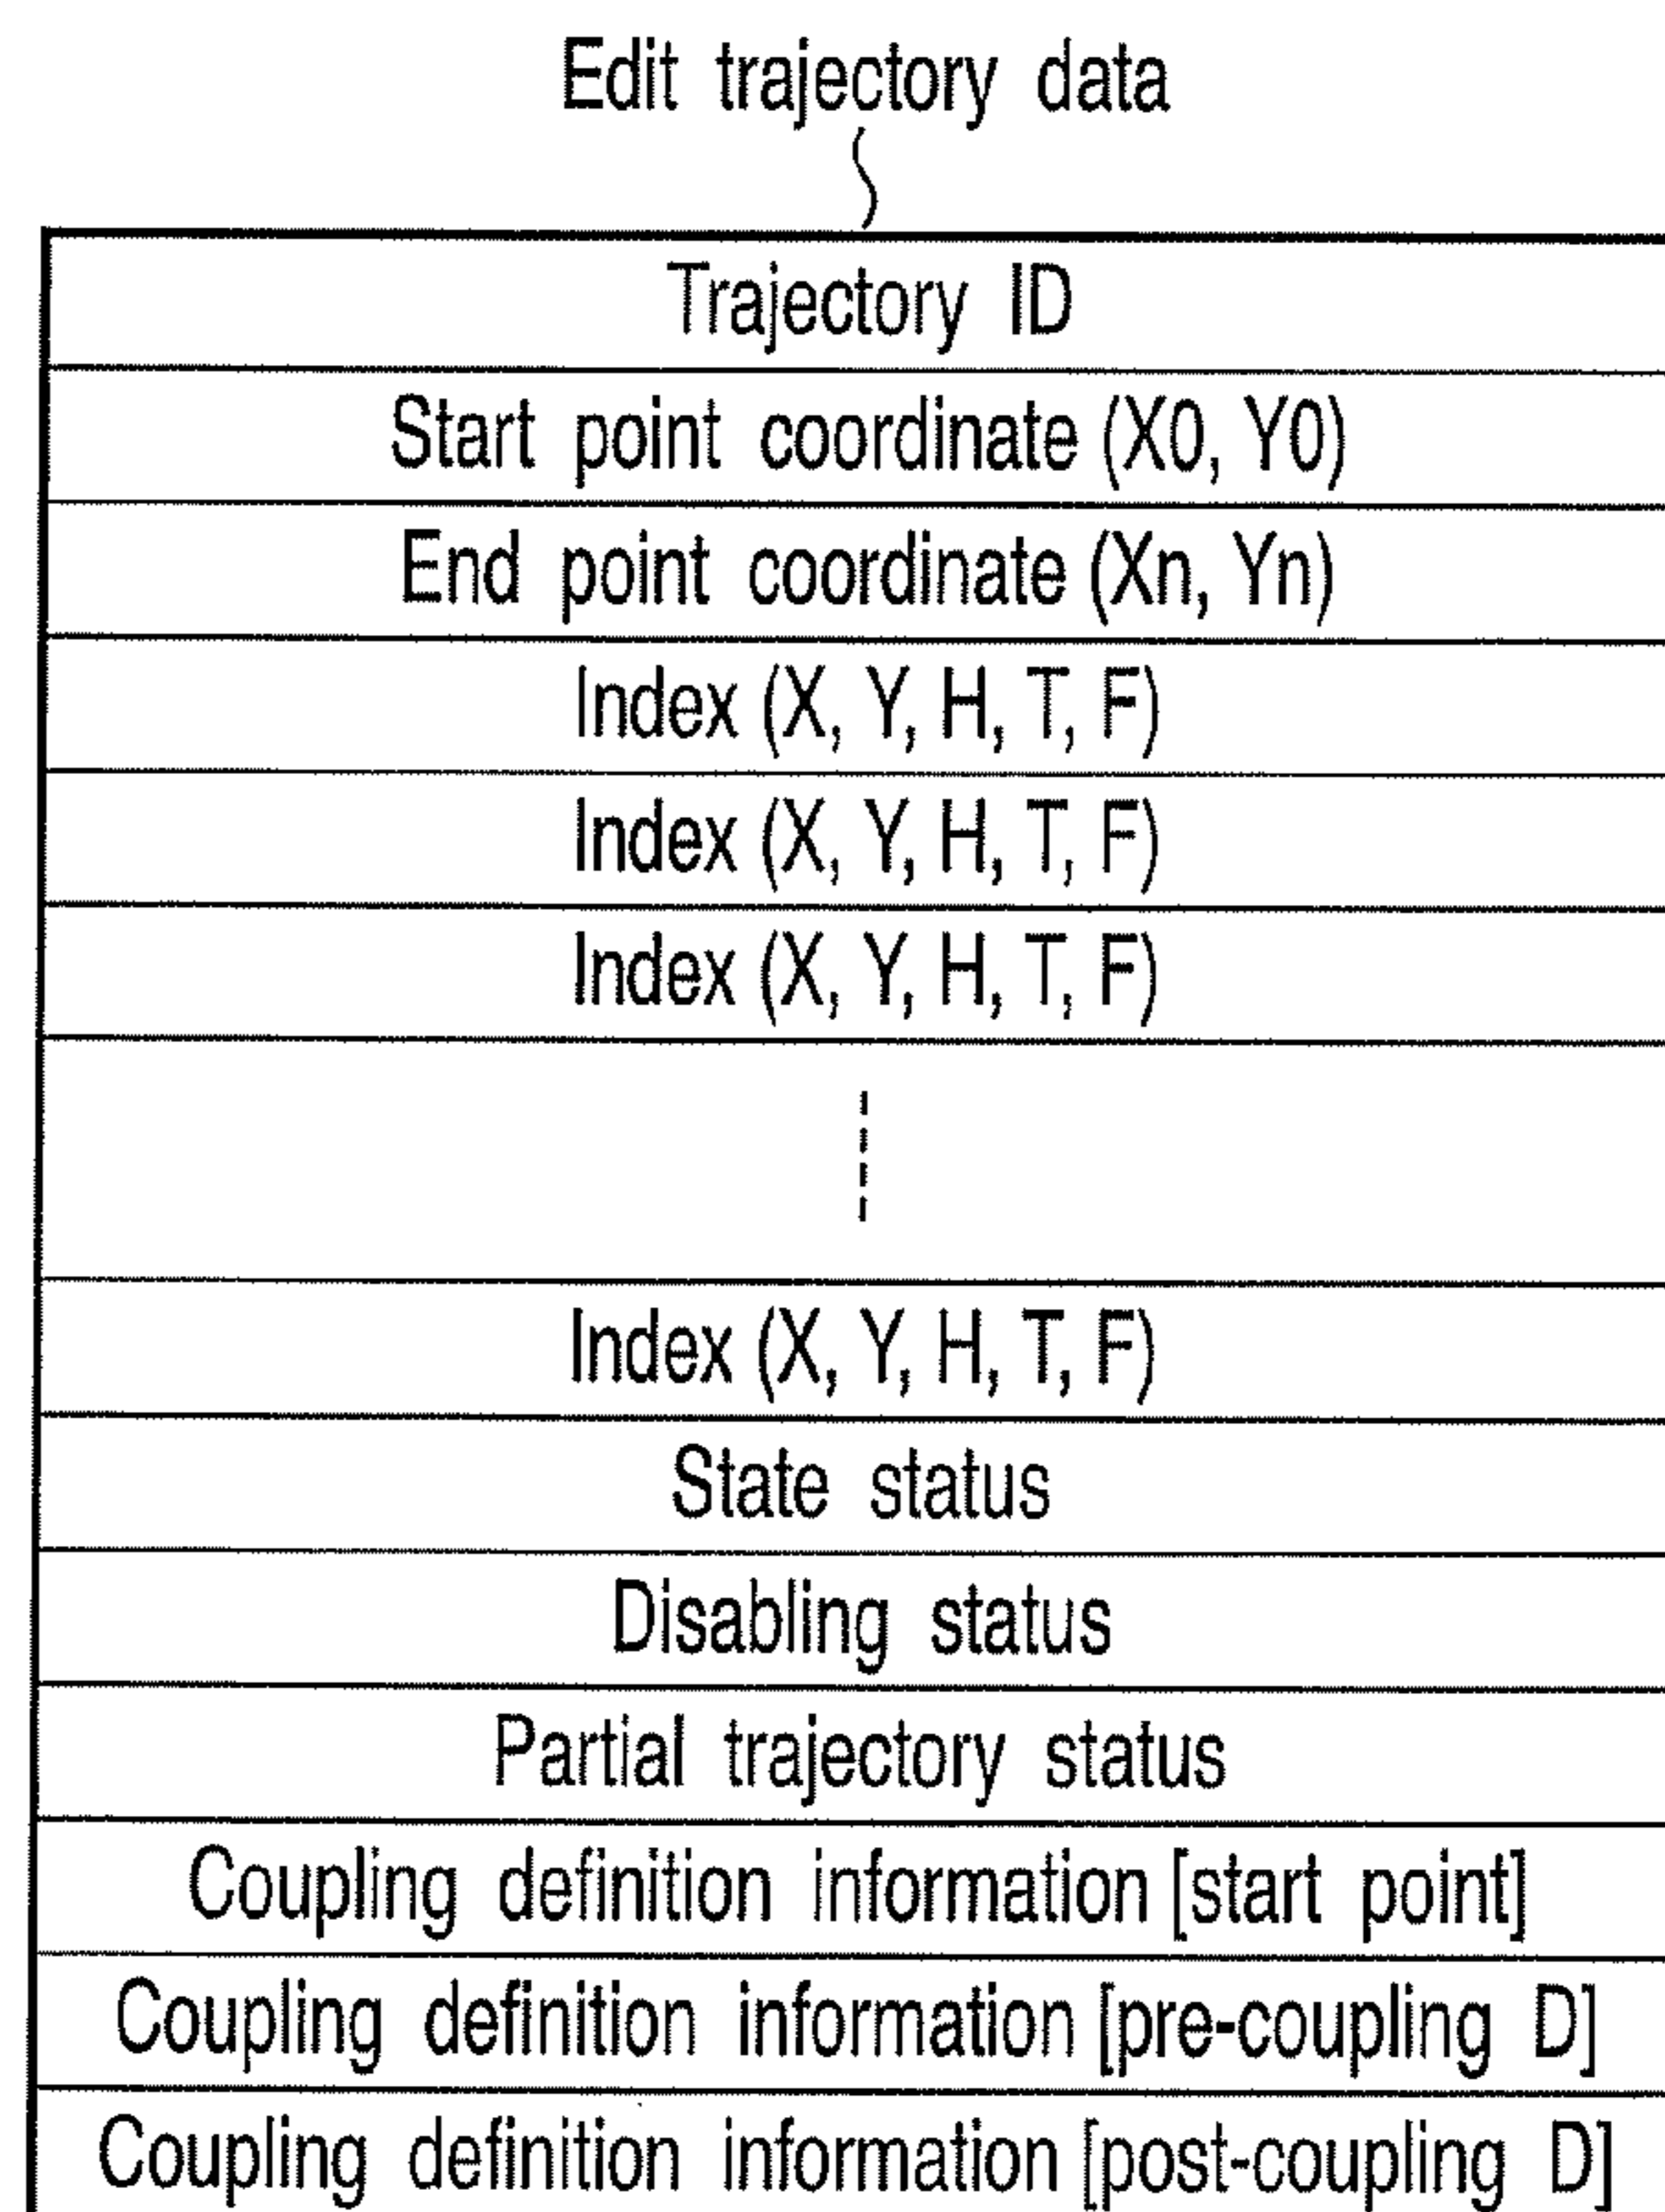 Edit trajectory data
Trajectory ID
Start point coordinate (X0, Y0)
End point coordinate (Xn, Yn)
Index (X, Y, H, T, F)
Index (X, Y, H, T, F)
Index (X, Y, H, T, F)
Index (X, Y, H, T, F)
State status
Disabling status
Partial trajectory status
Coupling definition information [start point]
Coupling definition information [pre-coupling D]
Coupling definition information [post-coupling D]